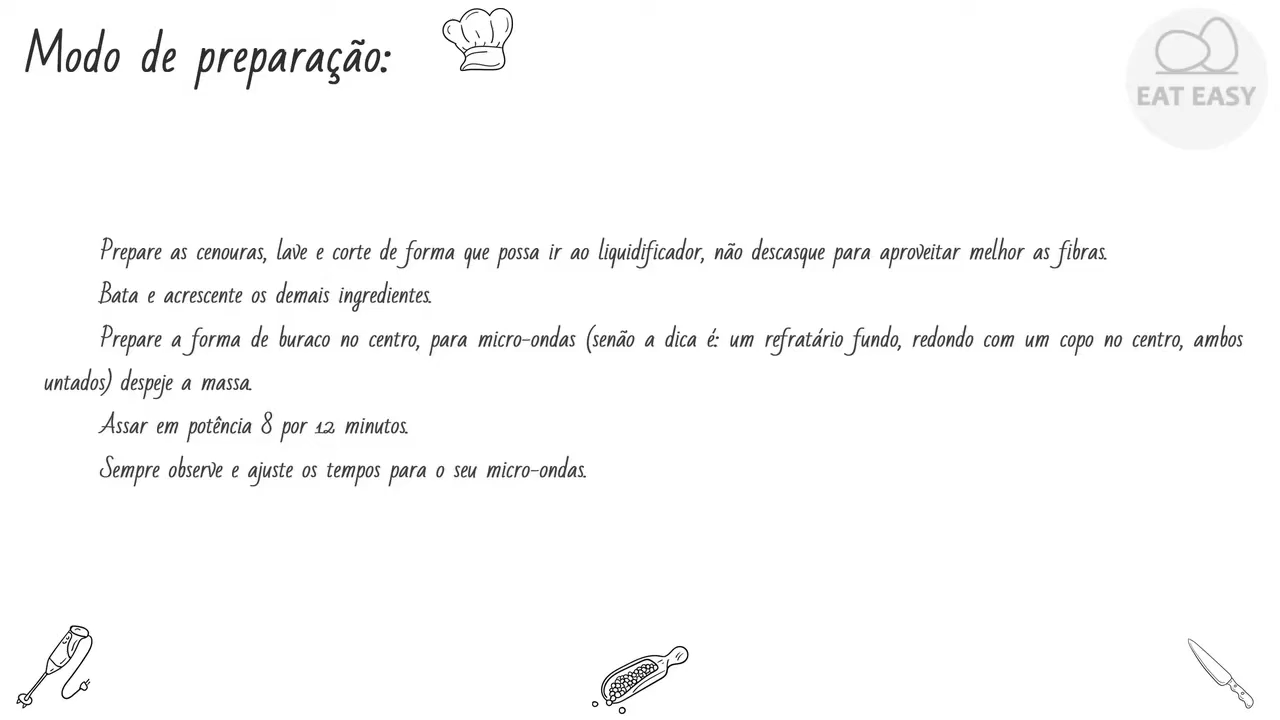 Modo de preparação:
EAT EASY
Prepare as cenouras, lave e corte de forma que possa ir ao liquidificador, não descasque para aproveitar melhor as fibras.
Bata e acrescente os demais ingredientes.
Prepare a forma de buraco no centro, para micro-ondas (senão a dica é: um refratário fundo, redondo com um copo no centro, ambos
untados) despeje a massa.
Assar em potência 8 por 12 minutos.
Sempre observe e ajuste os tempos para o seu micro-ondas.